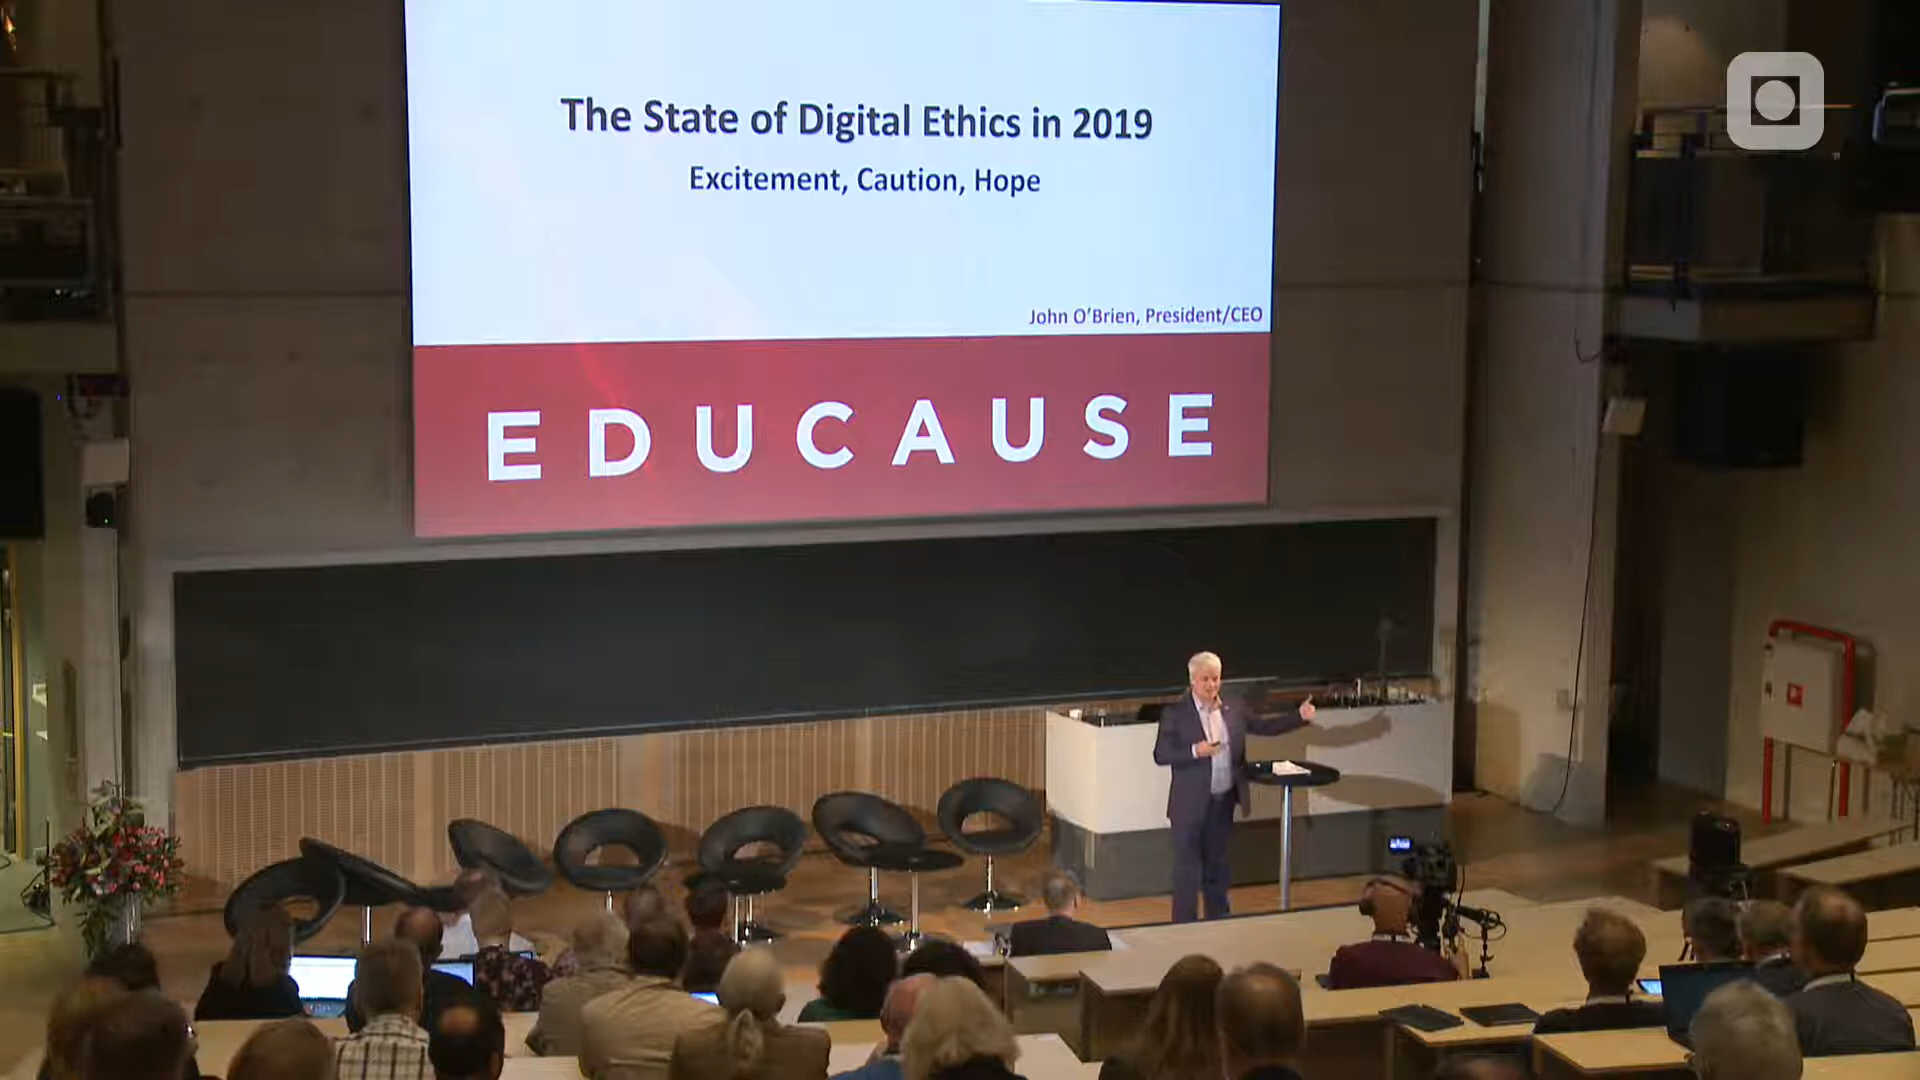 The State of Digital Ethics in 2019
Excitement, Caution, Hope
John O'Brien, President/CEO
EDUCAUSE